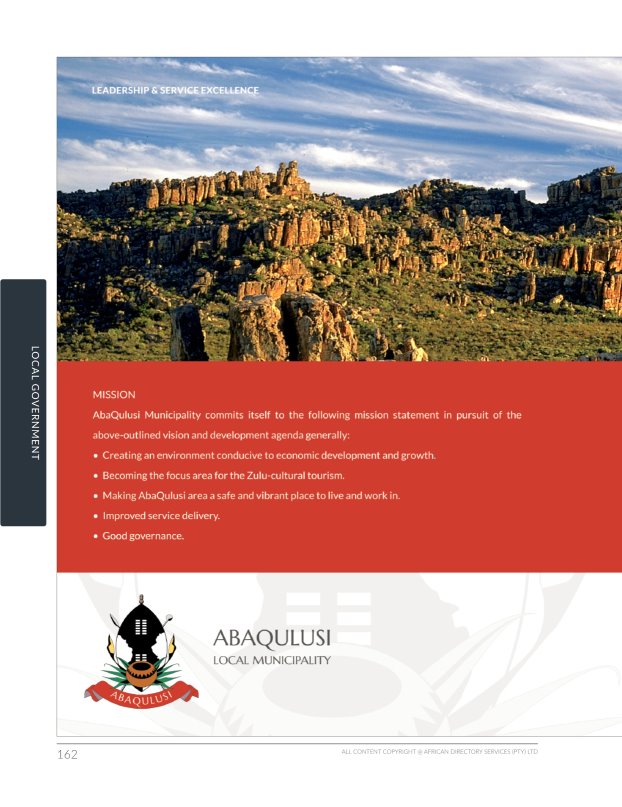 LEADERSHIP & SERVICE EXCELLENCE
LOCAL GOVERNMENT
MISSION
AbaQulusi Municipality commits itself to the following mission statement in pursuit of the
above-outlined vision and development agenda generally:
• Creating an environment conducive to economic development and growth.
• Becoming the focus area for the Zulu-cultural tourism.
• Making AbaQulusi area a safe and vibrant place to live and work in.
• Improved service delivery.
• Good governance.
ABAQULUSI
LOCAL MUNICIPALITY
ABAQULUSI
162
ALL CONTENT COPYRIGHT @ AFRICAN DIRECTORY SERVICES (PTY) LTD